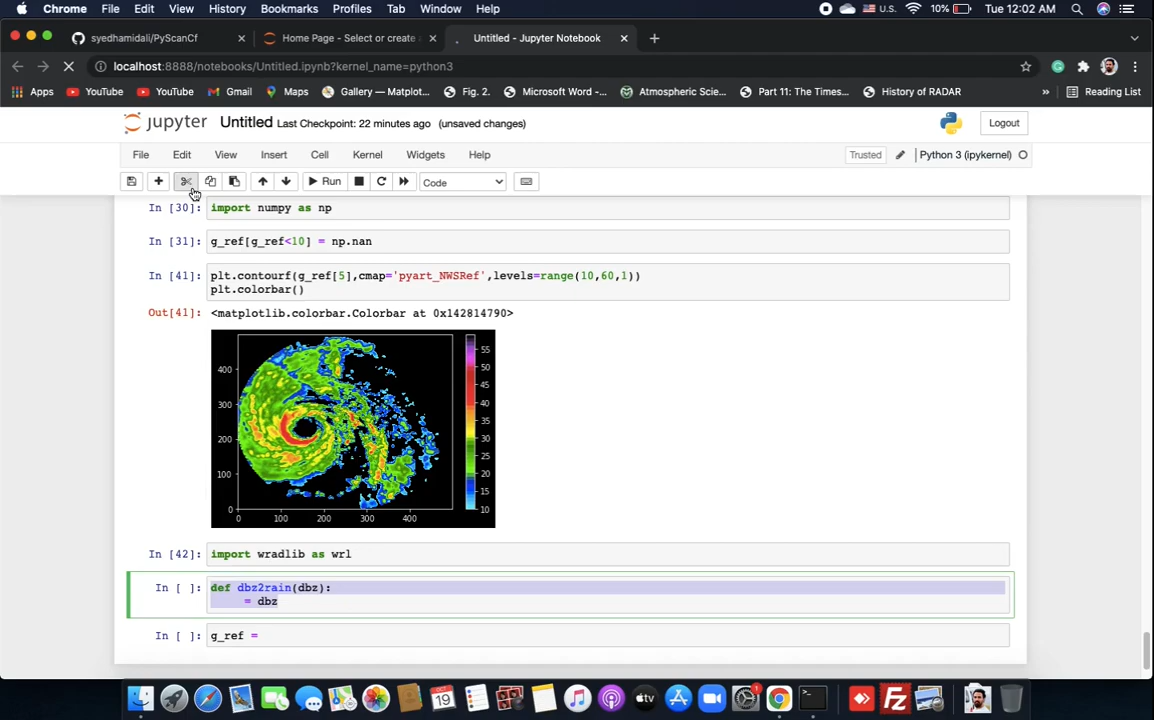 Chrome File Edit View History Bookmarks Profiles Tab Window Help U.S. 10% Tue 12:02 AM
syedhamidali/PyScanCf Home Page - Select or create a Untitled - Jupyter Notebook
localhost:8888/notebooks/Untitled.ipynb?kernel_name=python3
Apps YouTube YouTube Gmail Maps Gallery — Matplot... Fig. 2. Microsoft Word -... Atmospheric Scie... Part 11: The Times... History of RADAR » Reading List
jupyter Untitled Last Checkpoint: 22 minutes ago (unsaved changes) Logout
File Edit View Insert Cell Kernel Widgets Help Trusted Python 3 (ipykernel)
Run Code
In [30]: import numpy as np
In [31]: g_ref[g_ref<10] = np.nan
In [41]: plt.contourf(g_ref[5],cmap='pyart_NWSRef',levels=range(10,60,1))
plt.colorbar()
Out[41]: <matplotlib.colorbar.Colorbar at 0x142814790>
400
300
200
100
0
0 100 200 300 400
55
50
45
40
35
30
25
20
15
10
In [42]: import wradlib as wrl
In [ ]: def dbz2rain(dbz):
= dbz
In [ ]: g_ref =
OCT
19
tv
1
FZ